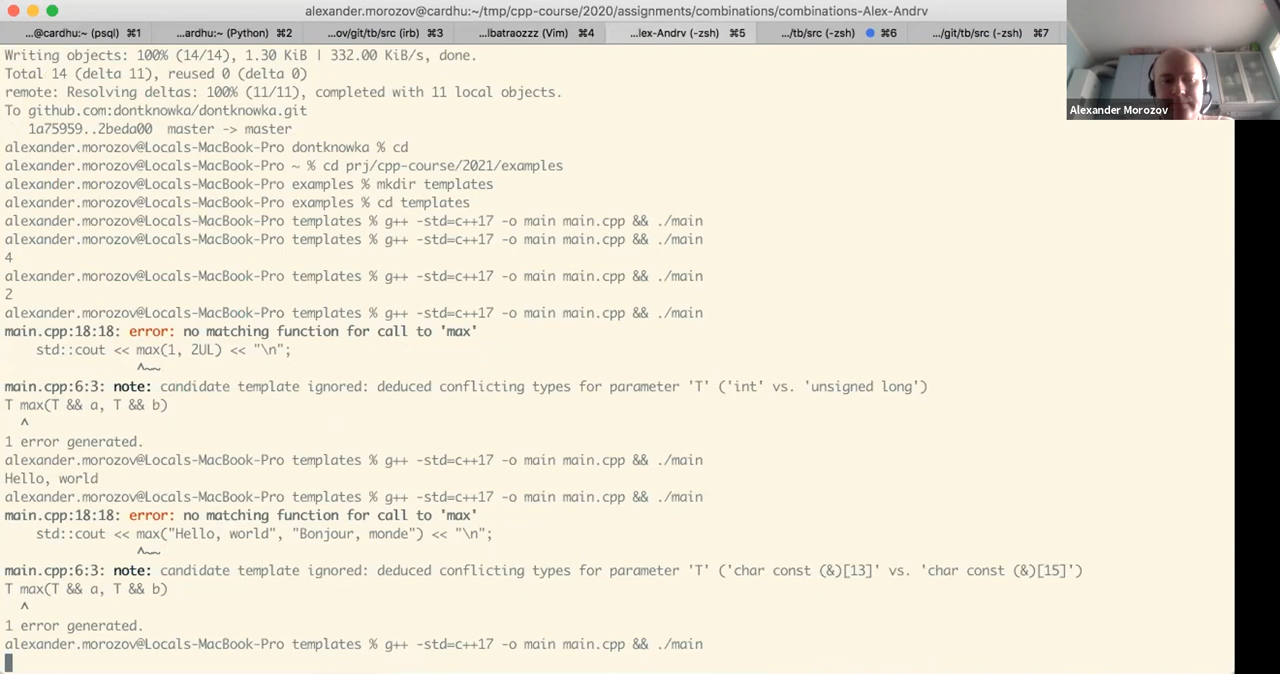 alexander.morozov@cardhu:~/tmp/cpp-course/2020/assignments/combinations/combinations-Alex-Andrv
...@cardhu:~ (psql) ⌘1 ...ardhu:~ (Python) ⌘2 ...ov/git/tb/src (irb) ⌘3 ...lbatraozzz (Vim) ⌘4 ...lex-Andrv (-zsh) ⌘5 .../tb/src (-zsh) ⌘6 .../git/tb/src (-zsh) ⌘7
Alexander Morozov
Writing objects: 100% (14/14), 1.30 KiB | 332.00 KiB/s, done.
Total 14 (delta 11), reused 0 (delta 0)
remote: Resolving deltas: 100% (11/11), completed with 11 local objects.
To github.com:dontknowka/dontknowka.git
   1a75959..2beda00  master -> master
alexander.morozov@Locals-MacBook-Pro dontknowka % cd
alexander.morozov@Locals-MacBook-Pro ~ % cd prj/cpp-course/2021/examples
alexander.morozov@Locals-MacBook-Pro examples % mkdir templates
alexander.morozov@Locals-MacBook-Pro examples % cd templates
alexander.morozov@Locals-MacBook-Pro templates % g++ -std=c++17 -o main main.cpp && ./main
alexander.morozov@Locals-MacBook-Pro templates % g++ -std=c++17 -o main main.cpp && ./main
4
alexander.morozov@Locals-MacBook-Pro templates % g++ -std=c++17 -o main main.cpp && ./main
2
alexander.morozov@Locals-MacBook-Pro templates % g++ -std=c++17 -o main main.cpp && ./main
main.cpp:18:18: error: no matching function for call to 'max'
    std::cout << max(1, 2UL) << "\n";
                 ^~~
main.cpp:6:3: note: candidate template ignored: deduced conflicting types for parameter 'T' ('int' vs. 'unsigned long')
T max(T && a, T && b)
  ^
1 error generated.
alexander.morozov@Locals-MacBook-Pro templates % g++ -std=c++17 -o main main.cpp && ./main
Hello, world
alexander.morozov@Locals-MacBook-Pro templates % g++ -std=c++17 -o main main.cpp && ./main
main.cpp:18:18: error: no matching function for call to 'max'
    std::cout << max("Hello, world", "Bonjour, monde") << "\n";
                 ^~~
main.cpp:6:3: note: candidate template ignored: deduced conflicting types for parameter 'T' ('char const (&)[13]' vs. 'char const (&)[15]')
T max(T && a, T && b)
  ^
1 error generated.
alexander.morozov@Locals-MacBook-Pro templates % g++ -std=c++17 -o main main.cpp && ./main